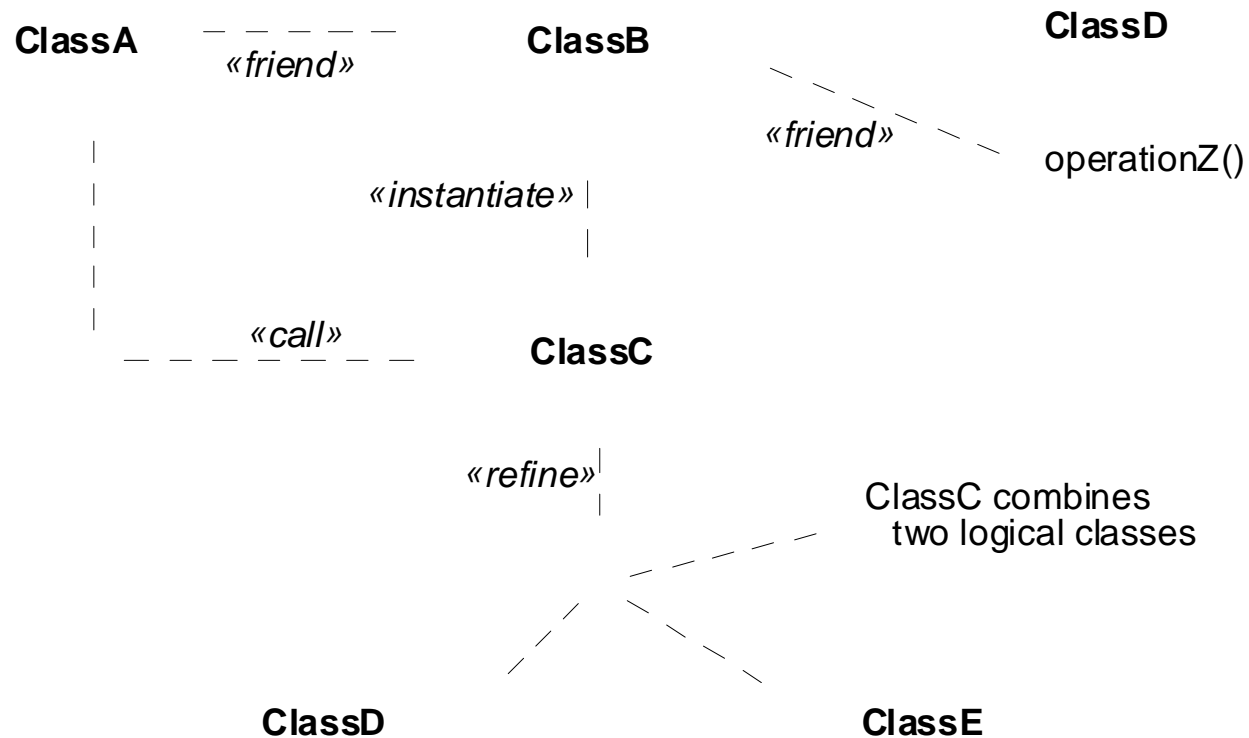 ClassA
«friend»
ClassB
ClassD
«friend»
operationZ()
«instantiate»
«call»
ClassC
«refine»
ClassC combines
two logical classes
ClassD
ClassE